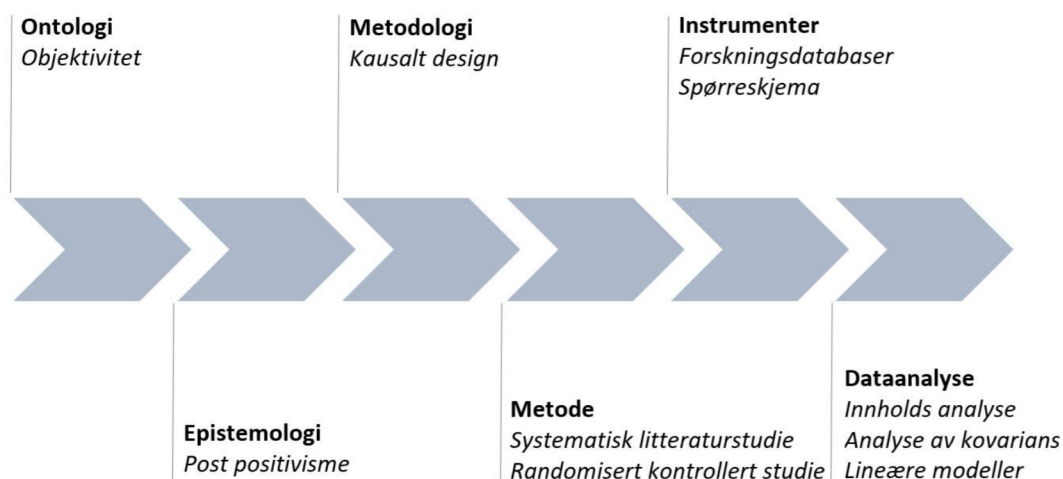 Ontologi
Objektivitet
Metodologi
Kausalt design
Instrumenter
Forskningsdatabaser
Spørreskjema
Epistemologi
Post positivisme
Metode
Systematisk litteraturstudie
Randomisert kontrollert studie
Dataanalyse
Innholds analyse
Analyse av kovarians
Lineære modeller